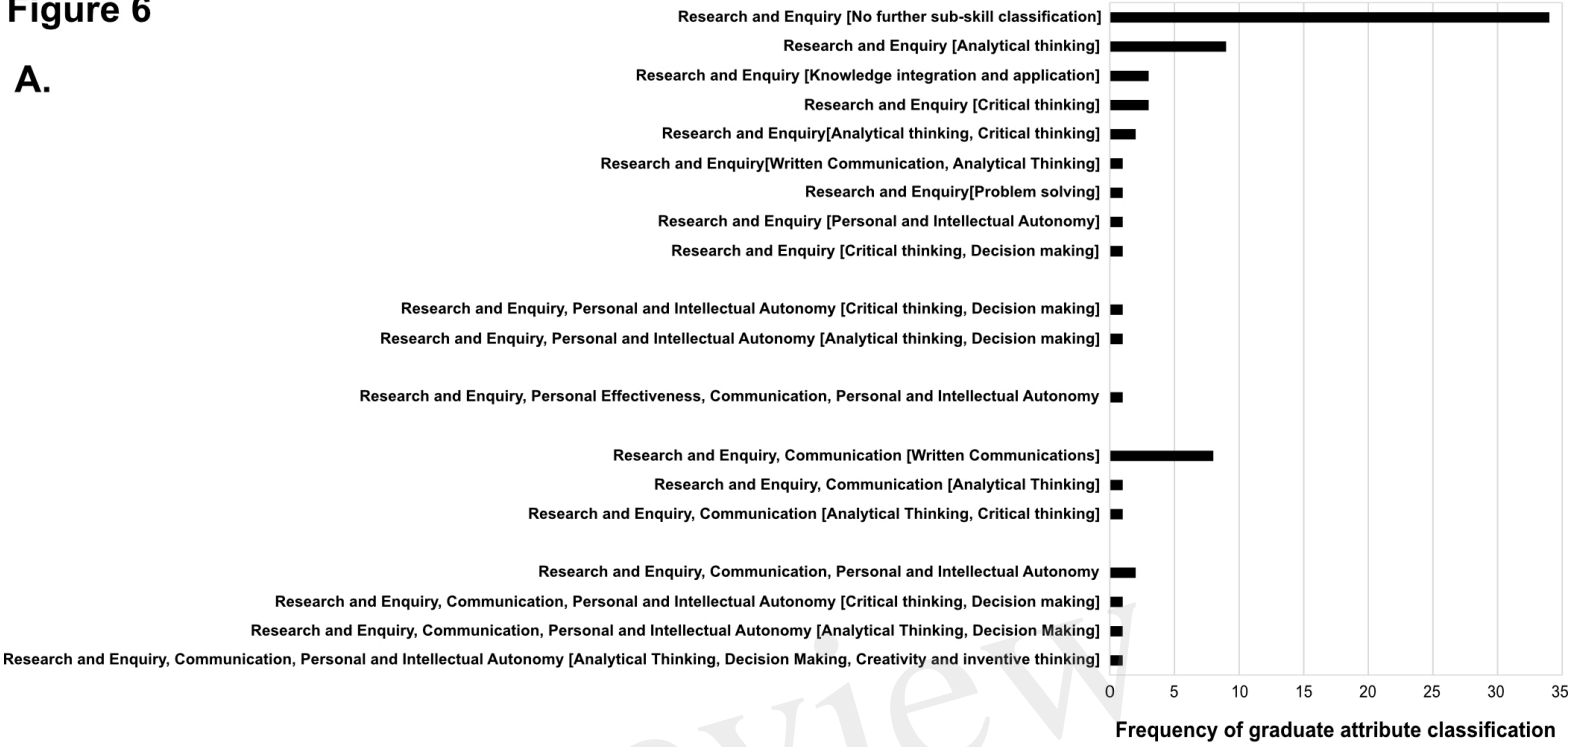 Figure 6
A.
Research and Enquiry [No further sub-skill classification]
Research and Enquiry [Analytical thinking]
Research and Enquiry [Knowledge integration and application]
Research and Enquiry [Critical thinking]
Research and Enquiry[Analytical thinking, Critical thinking]
Research and Enquiry[Written Communication, Analytical Thinking]
Research and Enquiry[Problem solving]
Research and Enquiry [Personal and Intellectual Autonomy]
Research and Enquiry [Critical thinking, Decision making]
Research and Enquiry, Personal and Intellectual Autonomy [Critical thinking, Decision making]
Research and Enquiry, Personal and Intellectual Autonomy [Analytical thinking, Decision making]
Research and Enquiry, Personal Effectiveness, Communication, Personal and Intellectual Autonomy
Research and Enquiry, Communication [Written Communications]
Research and Enquiry, Communication [Analytical Thinking]
Research and Enquiry, Communication [Analytical Thinking, Critical thinking]
Research and Enquiry, Communication, Personal and Intellectual Autonomy
Research and Enquiry, Communication, Personal and Intellectual Autonomy [Critical thinking, Decision making]
Research and Enquiry, Communication, Personal and Intellectual Autonomy [Analytical Thinking, Decision Making]
Research and Enquiry, Communication, Personal and Intellectual Autonomy [Analytical Thinking, Decision Making, Creativity and inventive thinking]
0 5 10 15 20 25 30 35
Frequency of graduate attribute classification